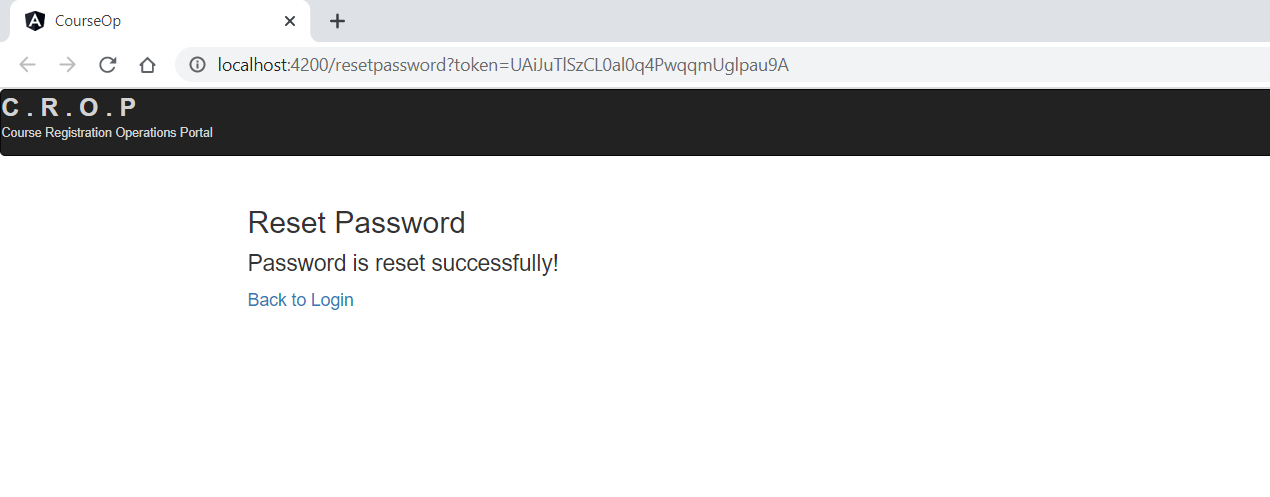 CourseOp
localhost:4200/resetpassword?token=UAiJuTlSzCL0al0q4PwqqmUglpau9A
C . R . O . P
Course Registration Operations Portal
Reset Password
Password is reset successfully!
Back to Login